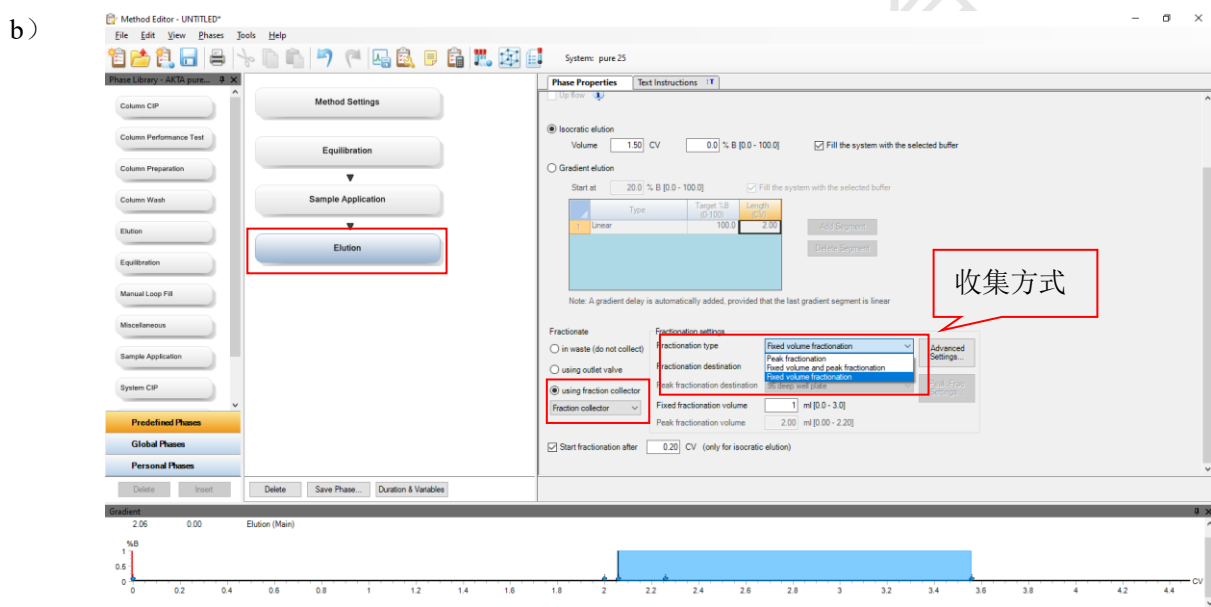 b）
Method Editor - UNTITLED*
File Edit View Phases Tools Help
System: pure 25
Phase Library - AKTA pure...
Column CIP
Column Performance Test
Column Preparation
Column Wash
Elution
Equilibration
Manual Loop Fill
Miscellaneous
Sample Application
System CIP
Predefined Phases
Global Phases
Personal Phases
Delete Insert
Method Settings
Equilibration
Sample Application
Elution
Delete Save Phase... Duration & Variables
Phase Properties Text Instructions
Up flow
Isocratic elution
Volume 1.50 CV 0.0 % B [0.0 - 100.0] Fill the system with the selected buffer
Gradient elution
Start at 20.0 % B [0.0 - 100.0] Fill the system with the selected buffer
Type Target %B (0-100) Length (CV)
1 Linear 100.0 2.00
Add Segment
Delete Segment
Note: A gradient delay is automatically added, provided that the last gradient segment is linear
收集方式
Fractionate
in waste (do not collect)
using outlet valve
using fraction collector
Fraction collector
Fractionation settings
Fractionation type Fixed volume fractionation
Advanced Settings...
Peak fractionation
Fixed volume and peak fractionation
Fixed volume fractionation
Fractionation destination
Peak fractionation destination 96 deep well plate
Peak Frac Settings...
Fixed fractionation volume 1 ml [0.0 - 3.0]
Peak fractionation volume 2.00 ml [0.00 - 2.20]
Start fractionation after 0.20 CV (only for isocratic elution)
Gradient
2.06 0.00 Elution (Main)
%B
1
0.5
0
0 0.2 0.4 0.6 0.8 1 1.2 1.4 1.6 1.8 2 2.2 2.4 2.6 2.8 3 3.2 3.4 3.6 3.8 4 4.2 4.4 CV